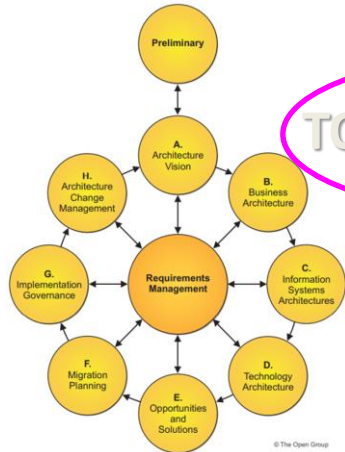 Preliminary
TO
A.
Architecture
Vision
H.
Architecture
Change
Management
B.
Business
Architecture
G.
Implementation
Governance
Requirements
Management
C.
Information
Systems
Architectures
F.
Migration
Planning
D.
Technology
Architecture
E.
Opportunities
and
Solutions
© The Open Group